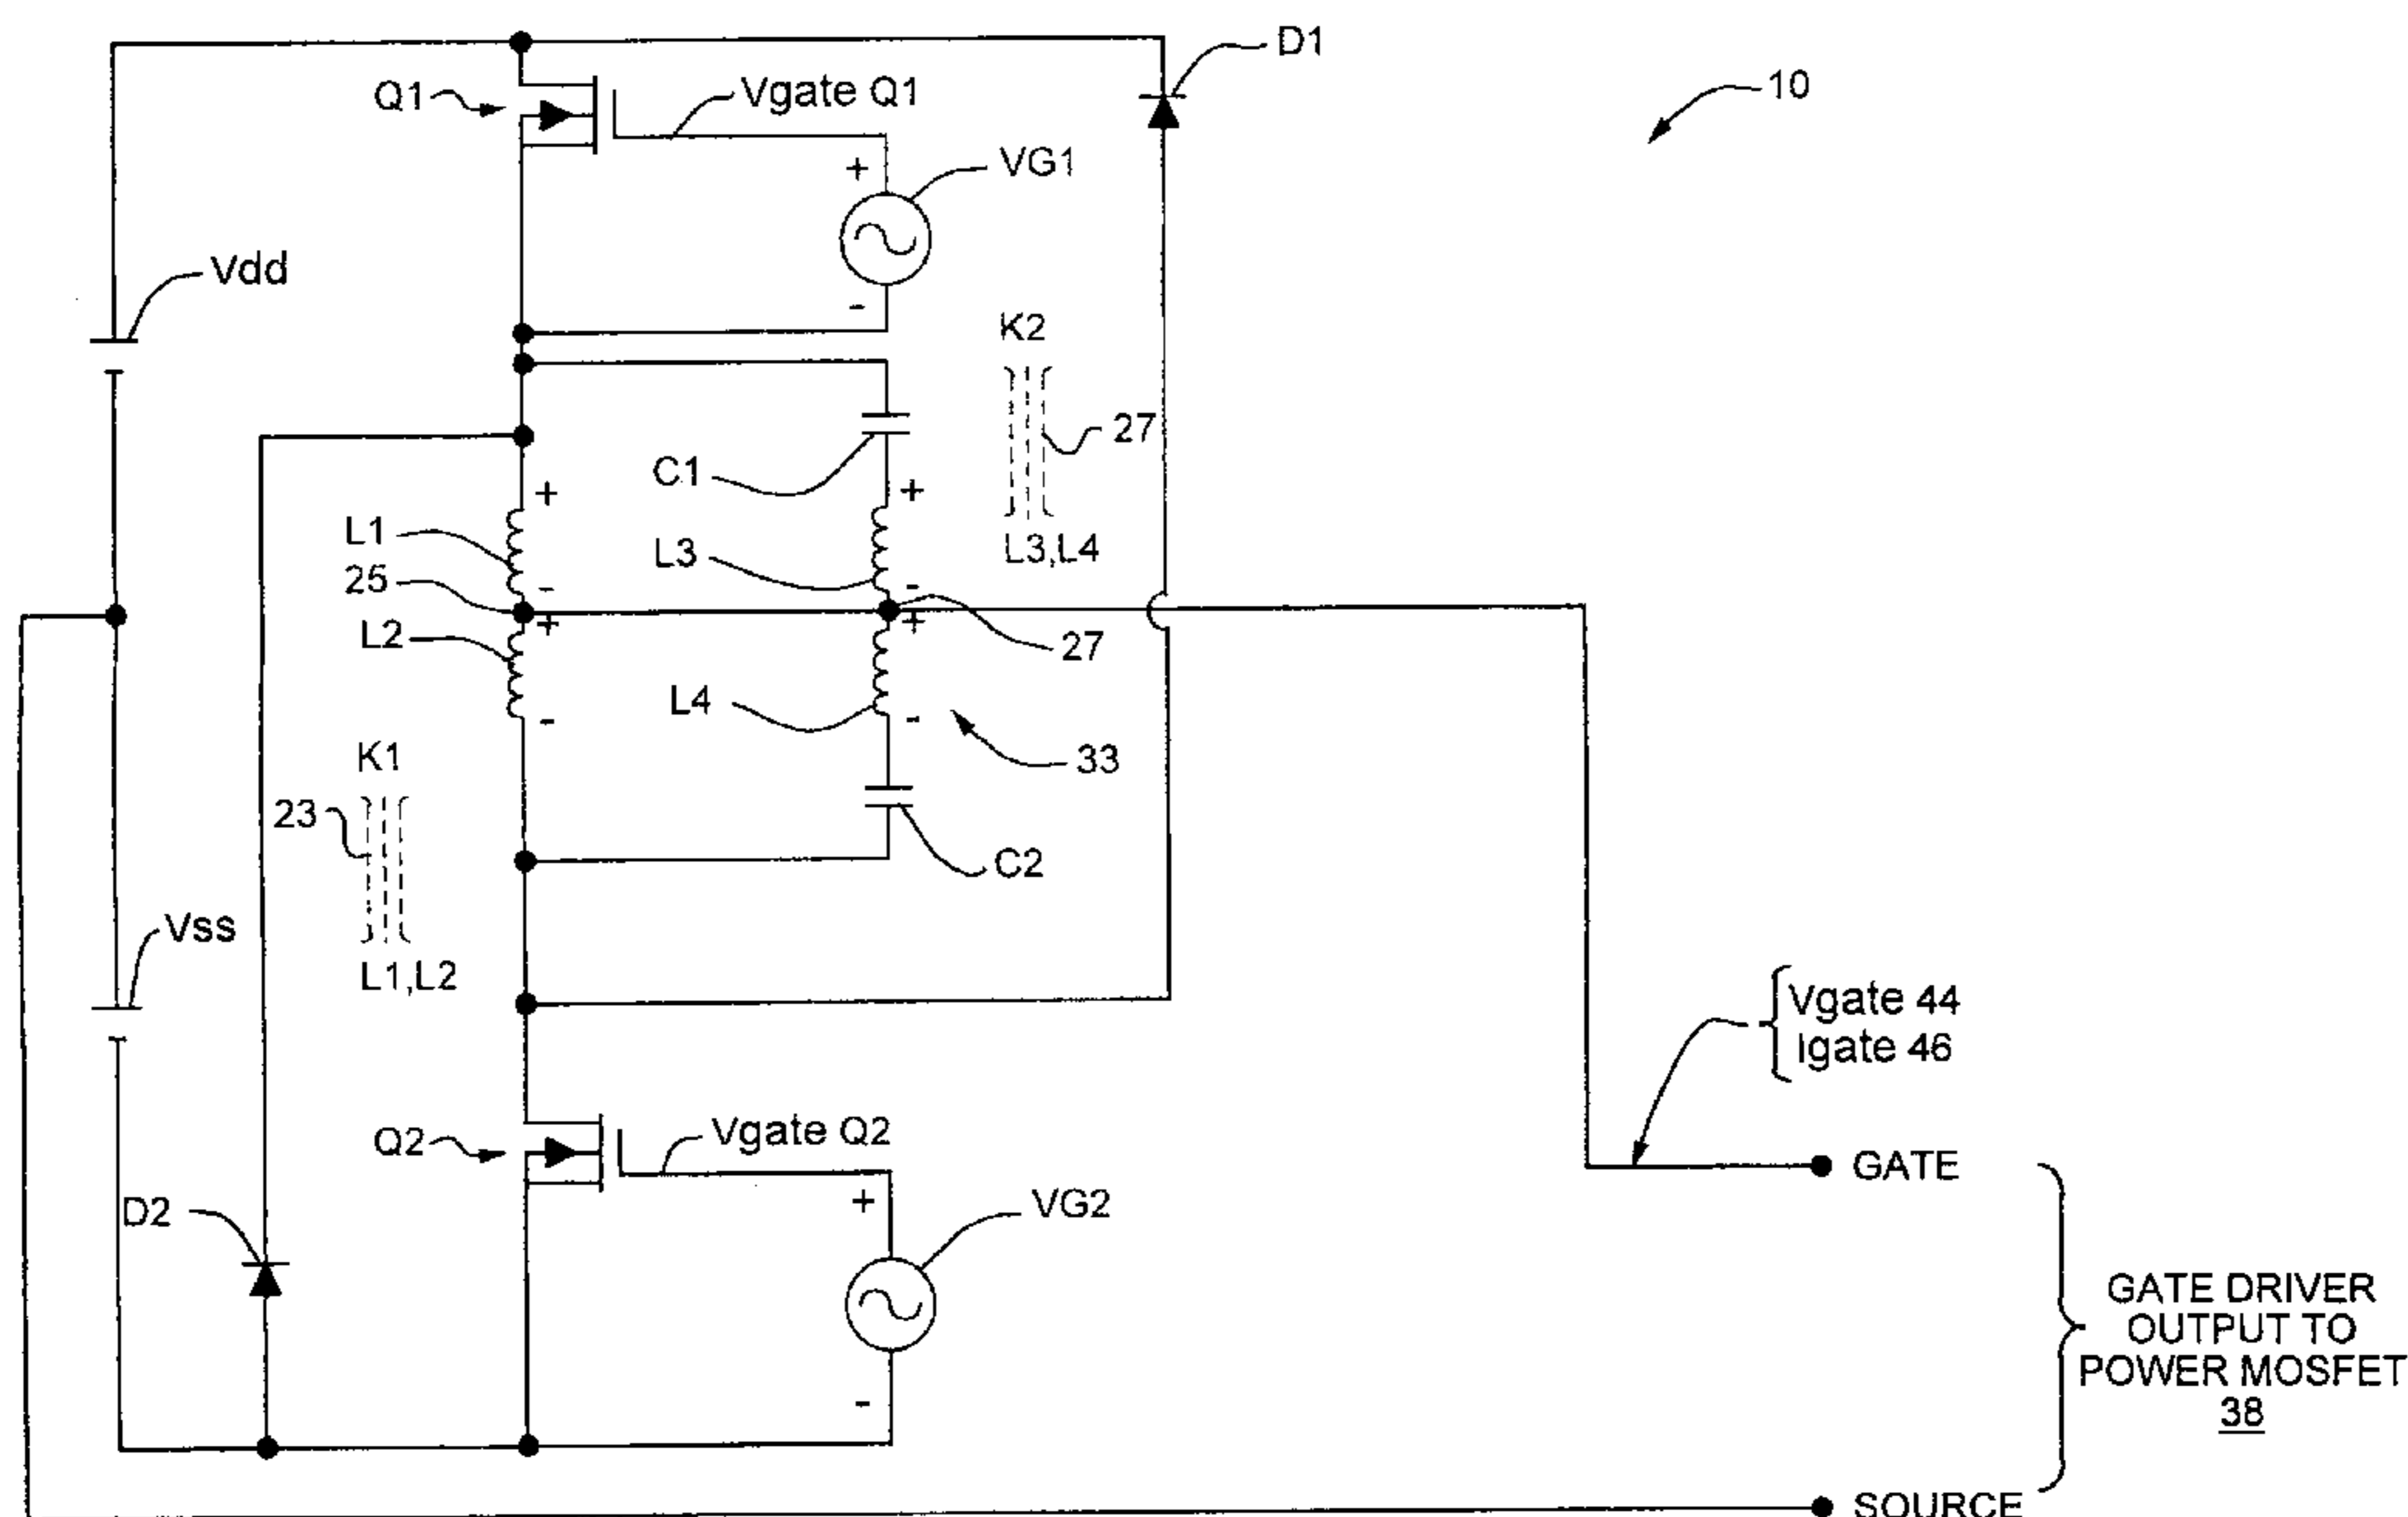 D1
10
Q1
Vgate Q1
+
VG1
-
Vdd
K2
27
C1
+
+
L1
L3
L3,L4
25
-
-
+
+
L2
27
L4
-
-
33
K1
23
C2
Vss
L1,L2
Vgate 44
Igate 46
Q2
Vgate Q2
GATE
D2
+
VG2
GATE DRIVER
OUTPUT TO
POWER MOSFET
38
-
SOURCE